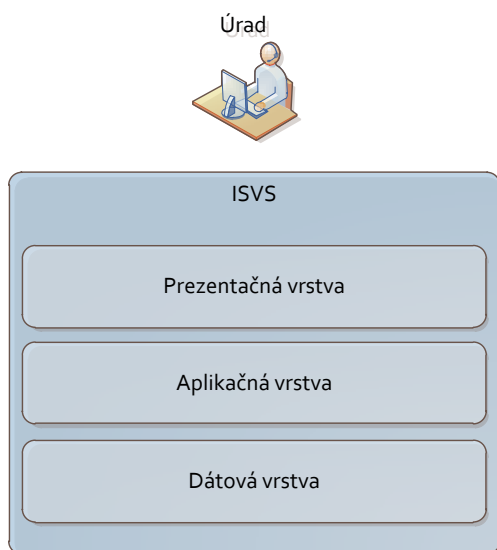 Úrad
ISVS
Prezentačná vrstva
Aplikačná vrstva
Dátová vrstva